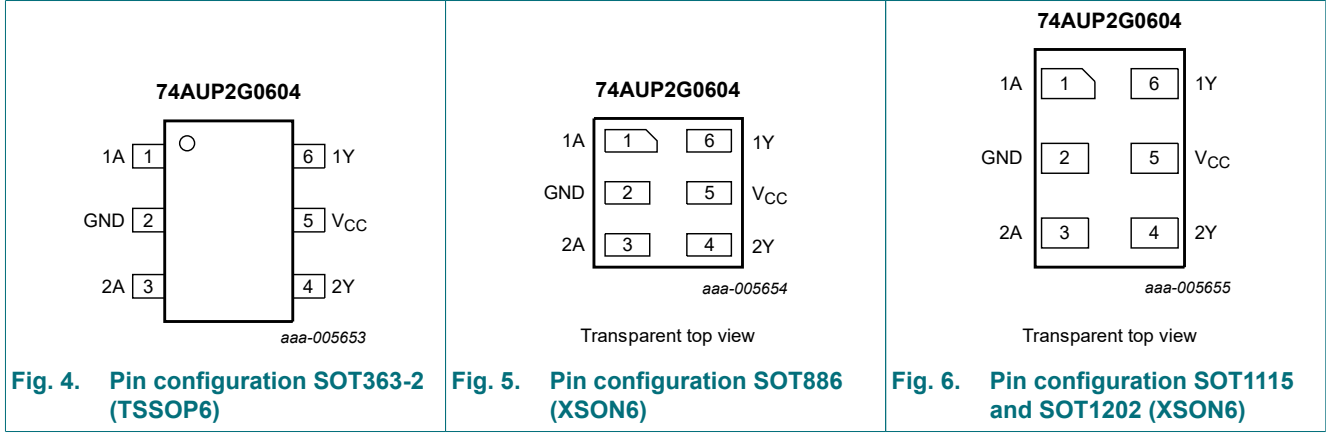 74AUP2G0604
1A 1 6 1Y
GND 2 5 VCC
2A 3 4 2Y
aaa-005653
Fig. 4. Pin configuration SOT363-2
(TSSOP6)
74AUP2G0604
1A 1 6 1Y
GND 2 5 VCC
2A 3 4 2Y
aaa-005654
Transparent top view
Fig. 5. Pin configuration SOT886
(XSON6)
74AUP2G0604
1A 1 6 1Y
GND 2 5 VCC
2A 3 4 2Y
aaa-005655
Transparent top view
Fig. 6. Pin configuration SOT1115
and SOT1202 (XSON6)